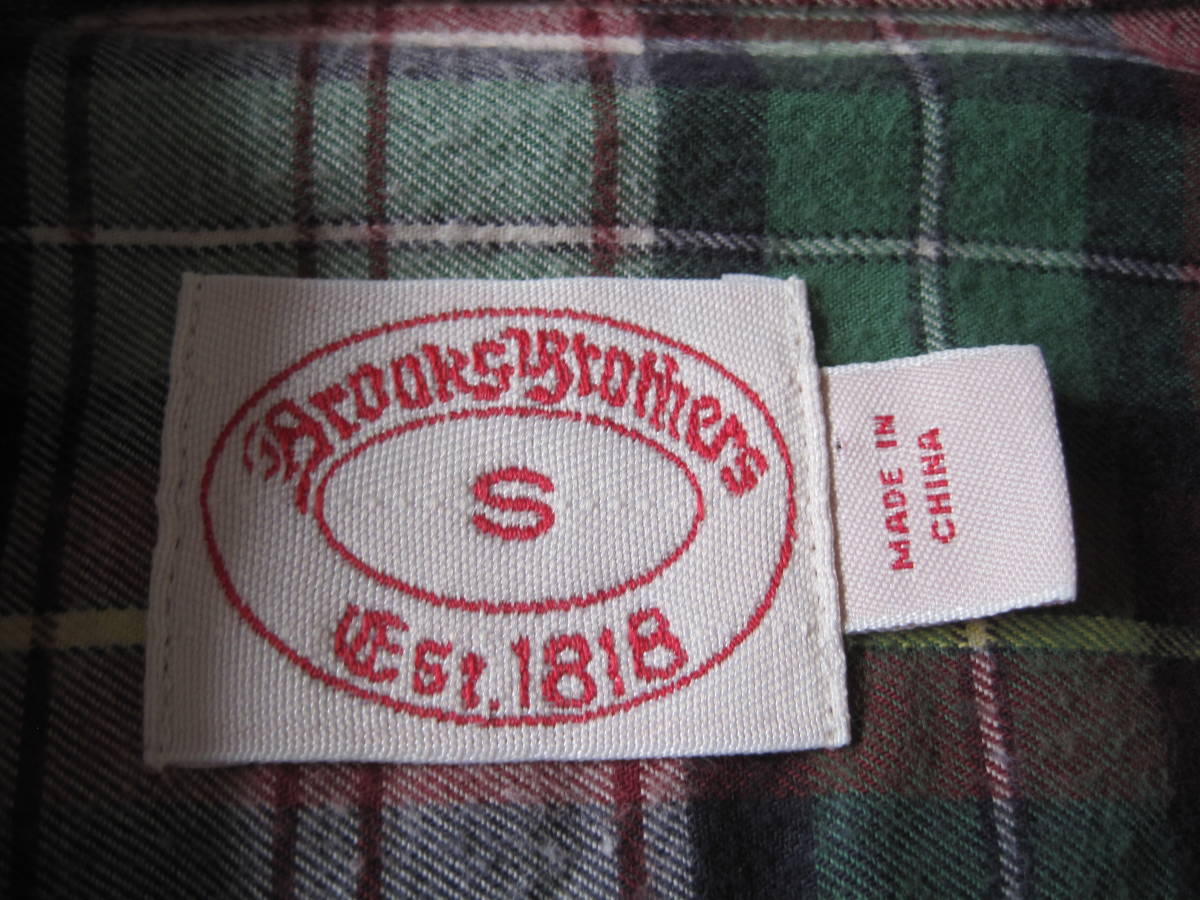 Brooks Brothers
S
Est. 1818
MADE IN
CHINA